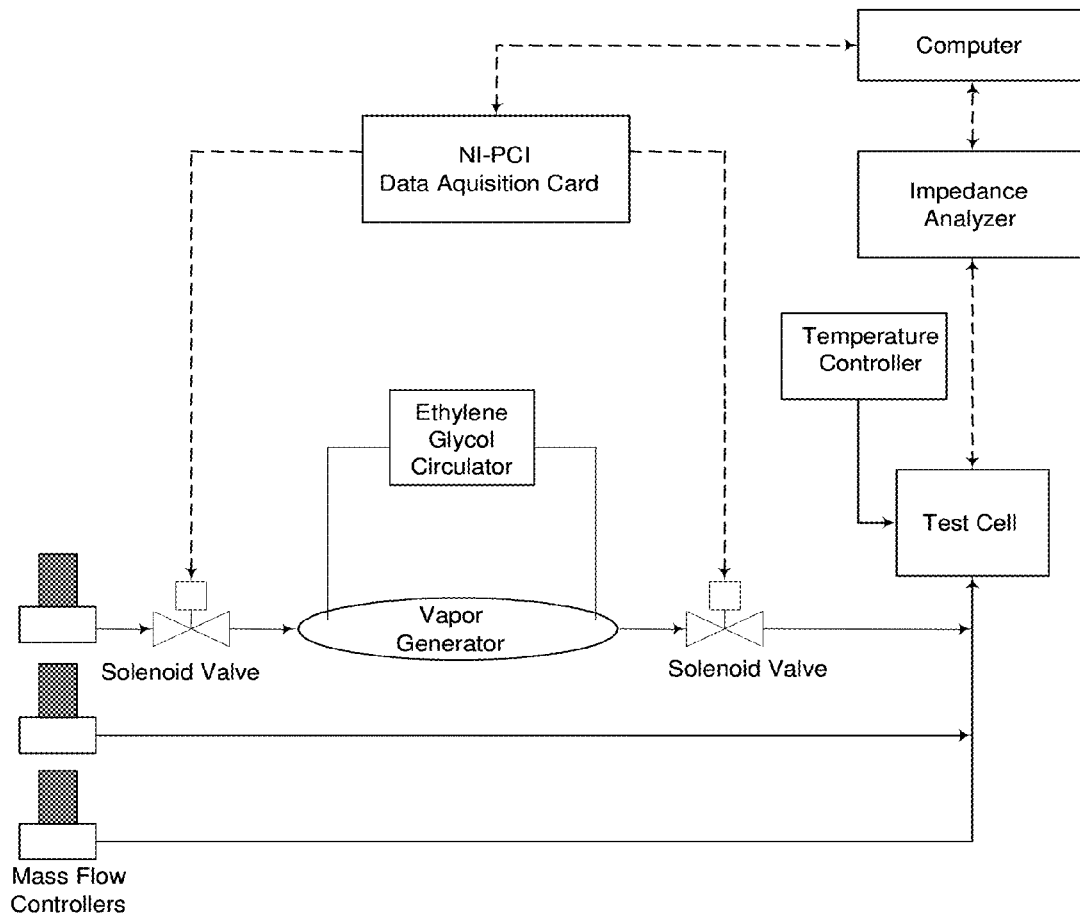 Computer
NI-PCI
Data Aquisition Card
Impedance
Analyzer
Temperature
Controller
Ethylene
Glycol
Circulator
Test Cell
Vapor
Generator
Solenoid Valve
Solenoid Valve
Mass Flow
Controllers